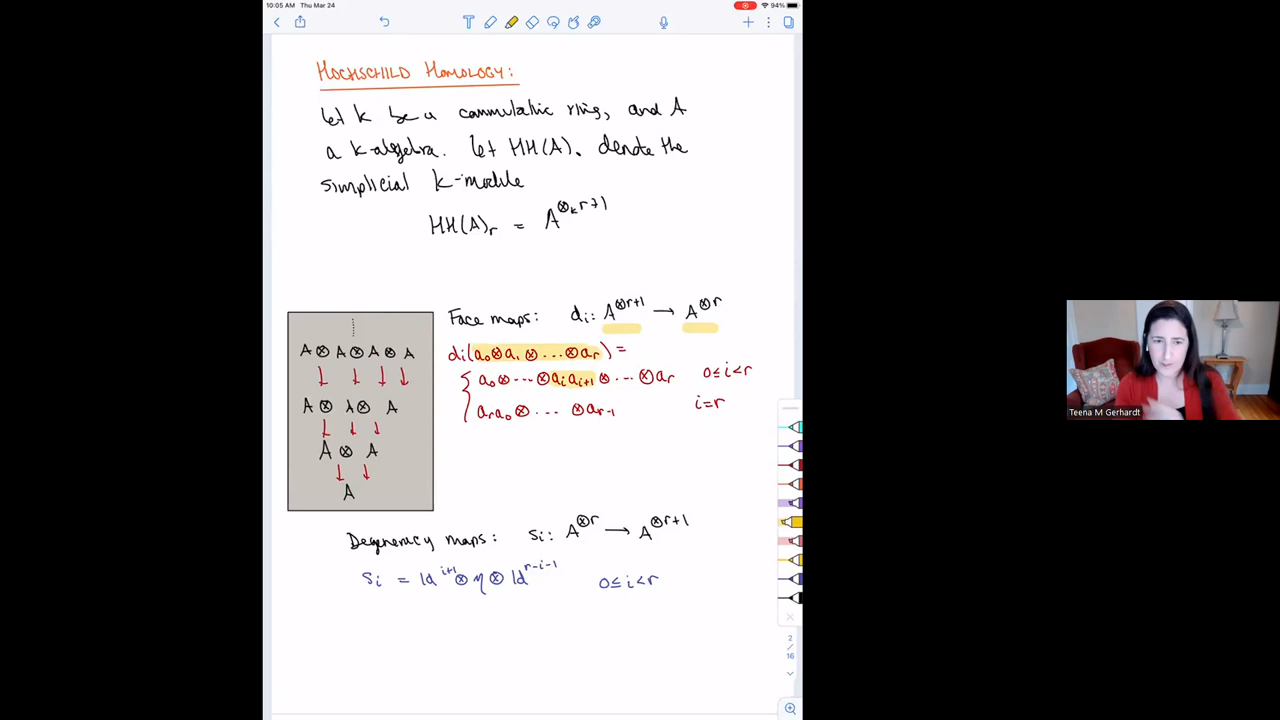 10:05 AM Thu Mar 24
94%
HOCHSCHILD HOMOLOGY:
Let k be a commutative ring, and A
a k-algebra. Let HH(A)• denote the
simplicial k-module
HH(A)ᵣ = A^{⊗ₖ r+1}
Face maps: dᵢ: A^{⊗r+1} → A^{⊗r}
dᵢ(a₀⊗a₁⊗...⊗aᵣ) =
a₀⊗...⊗aᵢaᵢ₊₁⊗...⊗aᵣ 0≤i<r
aᵣa₀⊗...⊗aᵣ₋₁ i=r
A⊗A⊗A⊗A
A⊗A⊗A
A⊗A
A
Degeneracy maps: sᵢ: A^{⊗r} → A^{⊗r+1}
sᵢ = Id^{i+1}⊗η⊗Id^{r-i-1} 0≤i<r
Teena M Gerhardt
2
/
16